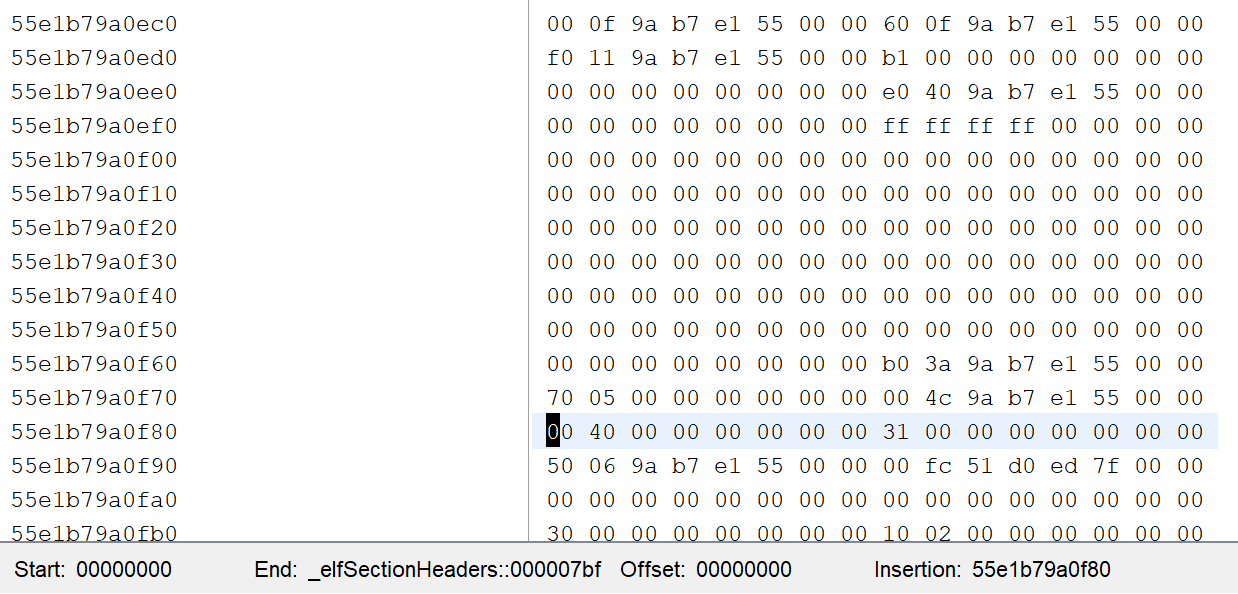 55e1b79a0ec0 00 0f 9a b7 e1 55 00 00 60 0f 9a b7 e1 55 00 00
55e1b79a0ed0 f0 11 9a b7 e1 55 00 00 b1 00 00 00 00 00 00 00
55e1b79a0ee0 00 00 00 00 00 00 00 00 e0 40 9a b7 e1 55 00 00
55e1b79a0ef0 00 00 00 00 00 00 00 00 ff ff ff ff 00 00 00 00
55e1b79a0f00 00 00 00 00 00 00 00 00 00 00 00 00 00 00 00 00
55e1b79a0f10 00 00 00 00 00 00 00 00 00 00 00 00 00 00 00 00
55e1b79a0f20 00 00 00 00 00 00 00 00 00 00 00 00 00 00 00 00
55e1b79a0f30 00 00 00 00 00 00 00 00 00 00 00 00 00 00 00 00
55e1b79a0f40 00 00 00 00 00 00 00 00 00 00 00 00 00 00 00 00
55e1b79a0f50 00 00 00 00 00 00 00 00 00 00 00 00 00 00 00 00
55e1b79a0f60 00 00 00 00 00 00 00 00 b0 3a 9a b7 e1 55 00 00
55e1b79a0f70 70 05 00 00 00 00 00 00 00 4c 9a b7 e1 55 00 00
55e1b79a0f80 00 40 00 00 00 00 00 00 31 00 00 00 00 00 00 00
55e1b79a0f90 50 06 9a b7 e1 55 00 00 00 fc 51 d0 ed 7f 00 00
55e1b79a0fa0 00 00 00 00 00 00 00 00 00 00 00 00 00 00 00 00
55e1b79a0fb0 30 00 00 00 00 00 00 00 10 02 00 00 00 00 00 00
Start: 00000000 End: _elfSectionHeaders::000007bf Offset: 00000000 Insertion: 55e1b79a0f80